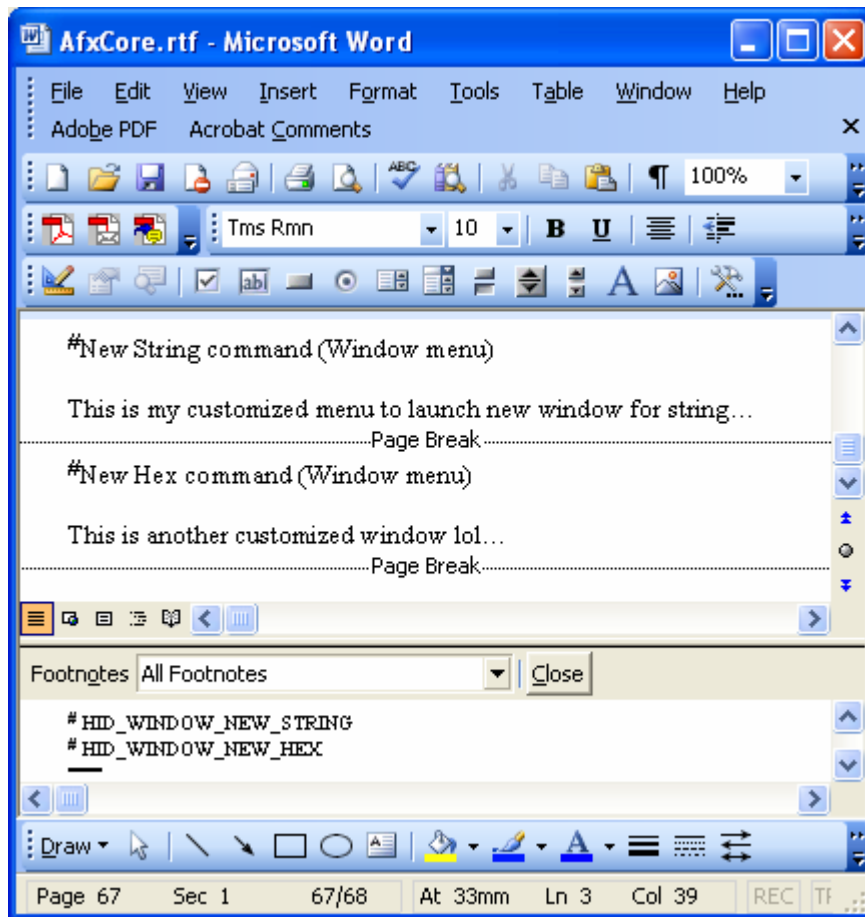 AfxCore.rtf - Microsoft Word
File Edit View Insert Format Tools Table Window Help
Adobe PDF Acrobat Comments
ABC 100%
Tms Rmn 10 B U
ab A
#New String command (Window menu)
This is my customized menu to launch new window for string...
Page Break
#New Hex command (Window menu)
This is another customized window lol...
Page Break
Footnotes All Footnotes Close
# HID_WINDOW_NEW_STRING
# HID_WINDOW_NEW_HEX
Draw A A
Page 67 Sec 1 67/68 At 33mm Ln 3 Col 39 REC